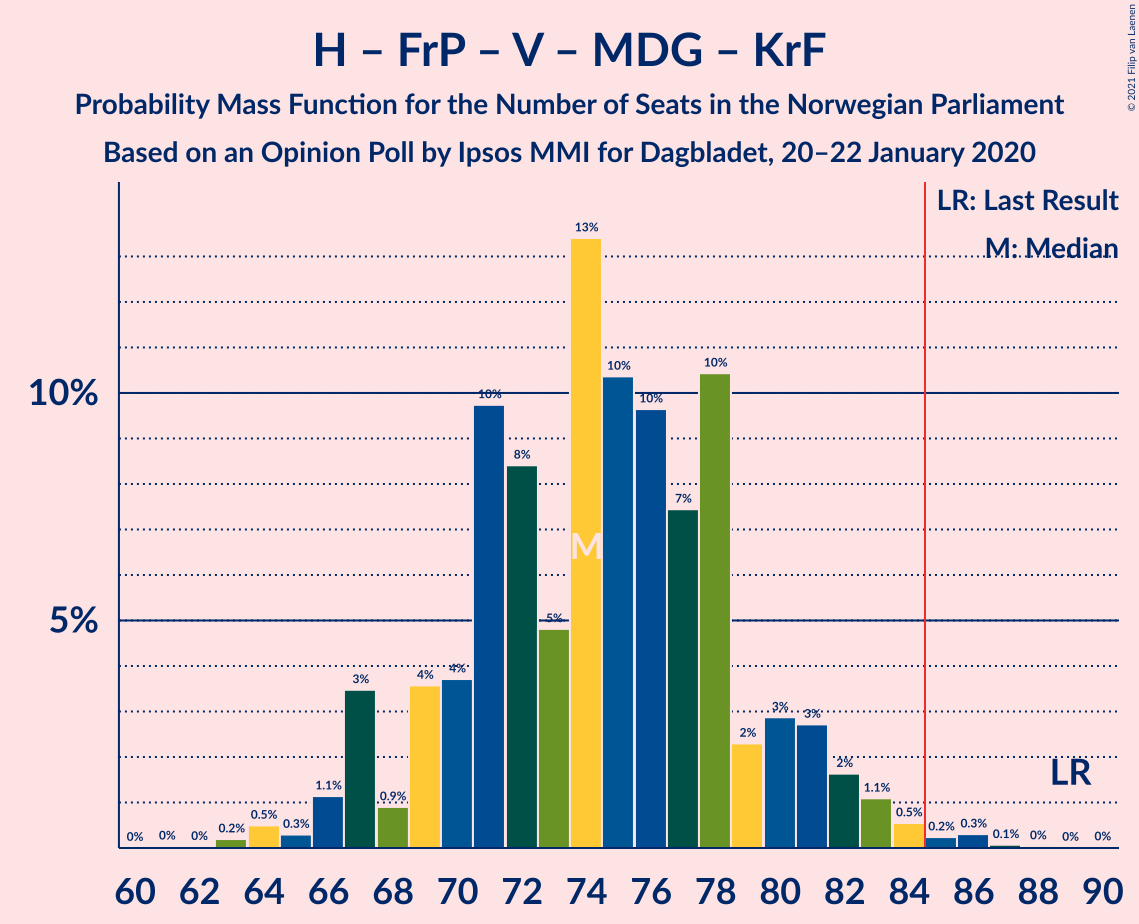 H – FrP – V – MDG – KrF
Probability Mass Function for the Number of Seats in the Norwegian Parliament
Based on an Opinion Poll by Ipsos MMI for Dagbladet, 20–22 January 2020
© 2021 Filip van Laenen
LR: Last Result
M: Median
10%
5%
0% 0% 0% 0.2% 0.5% 0.3% 1.1% 3% 0.9% 4% 4% 10% 8% 5% 13% 10% 10% 7% 10% 2% 3% 3% 2% 1.1% 0.5% 0.2% 0.3% 0.1% 0% 0% 0%
M
LR
60 62 64 66 68 70 72 74 76 78 80 82 84 86 88 90